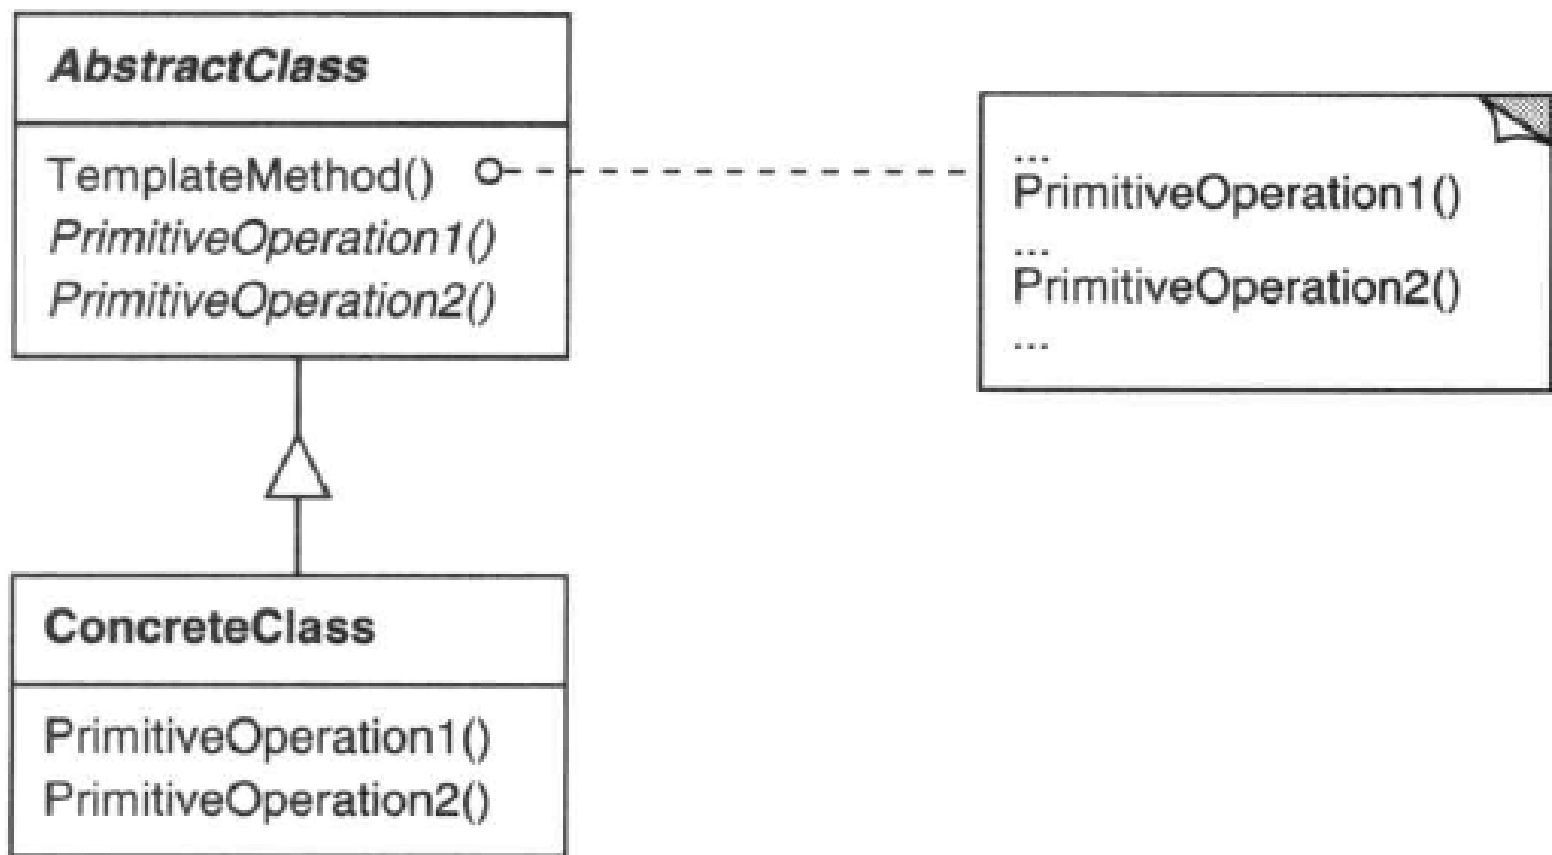 AbstractClass
TemplateMethod()
PrimitiveOperation1()
PrimitiveOperation2()
...
PrimitiveOperation1()
...
PrimitiveOperation2()
...
ConcreteClass
PrimitiveOperation1()
PrimitiveOperation2()